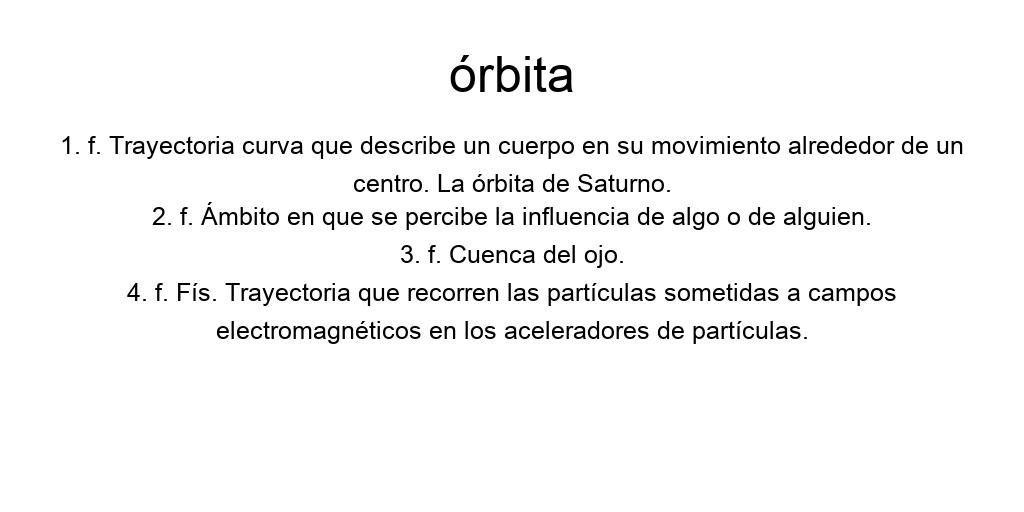 órbita
1. f. Trayectoria curva que describe un cuerpo en su movimiento alrededor de un
centro. La órbita de Saturno.
2. f. Ámbito en que se percibe la influencia de algo o de alguien.
3. f. Cuenca del ojo.
4. f. Fís. Trayectoria que recorren las partículas sometidas a campos
electromagnéticos en los aceleradores de partículas.